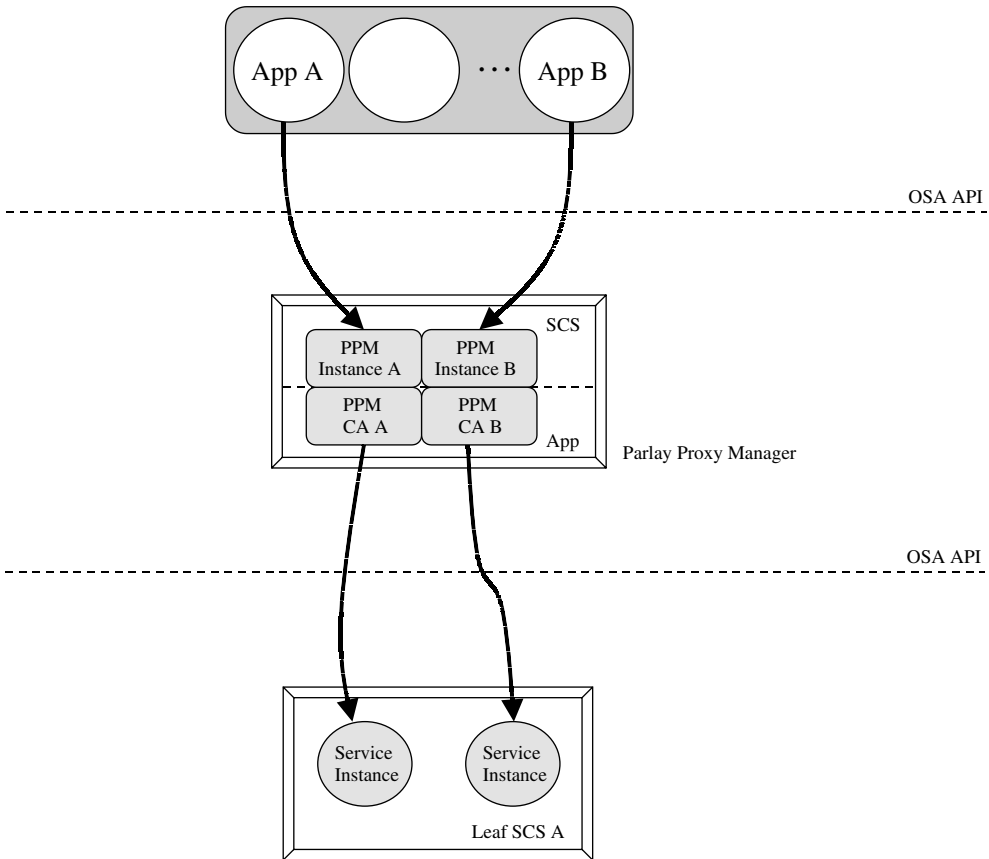 App A
...
App B
OSA API
SCS
PPM
Instance A
PPM
Instance B
PPM
CA A
PPM
CA B
App
Parlay Proxy Manager
OSA API
Service
Instance
Service
Instance
Leaf SCS A